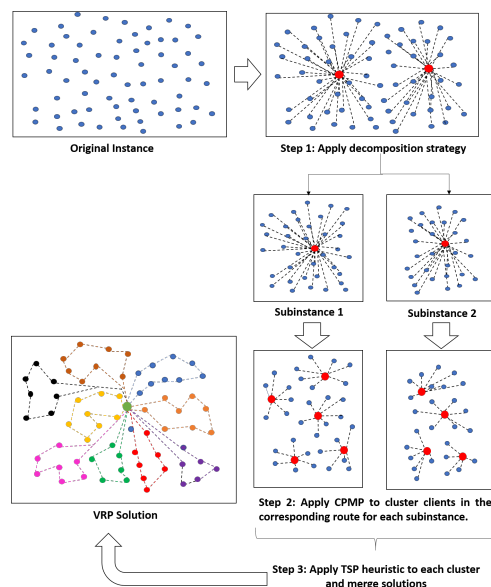 Original Instance
Step 1: Apply decomposition strategy
Subinstance 1
Subinstance 2
Step 2: Apply CPMP to cluster clients in the
corresponding route for each subinstance.
VRP Solution
Step 3: Apply TSP heuristic to each cluster
and merge solutions